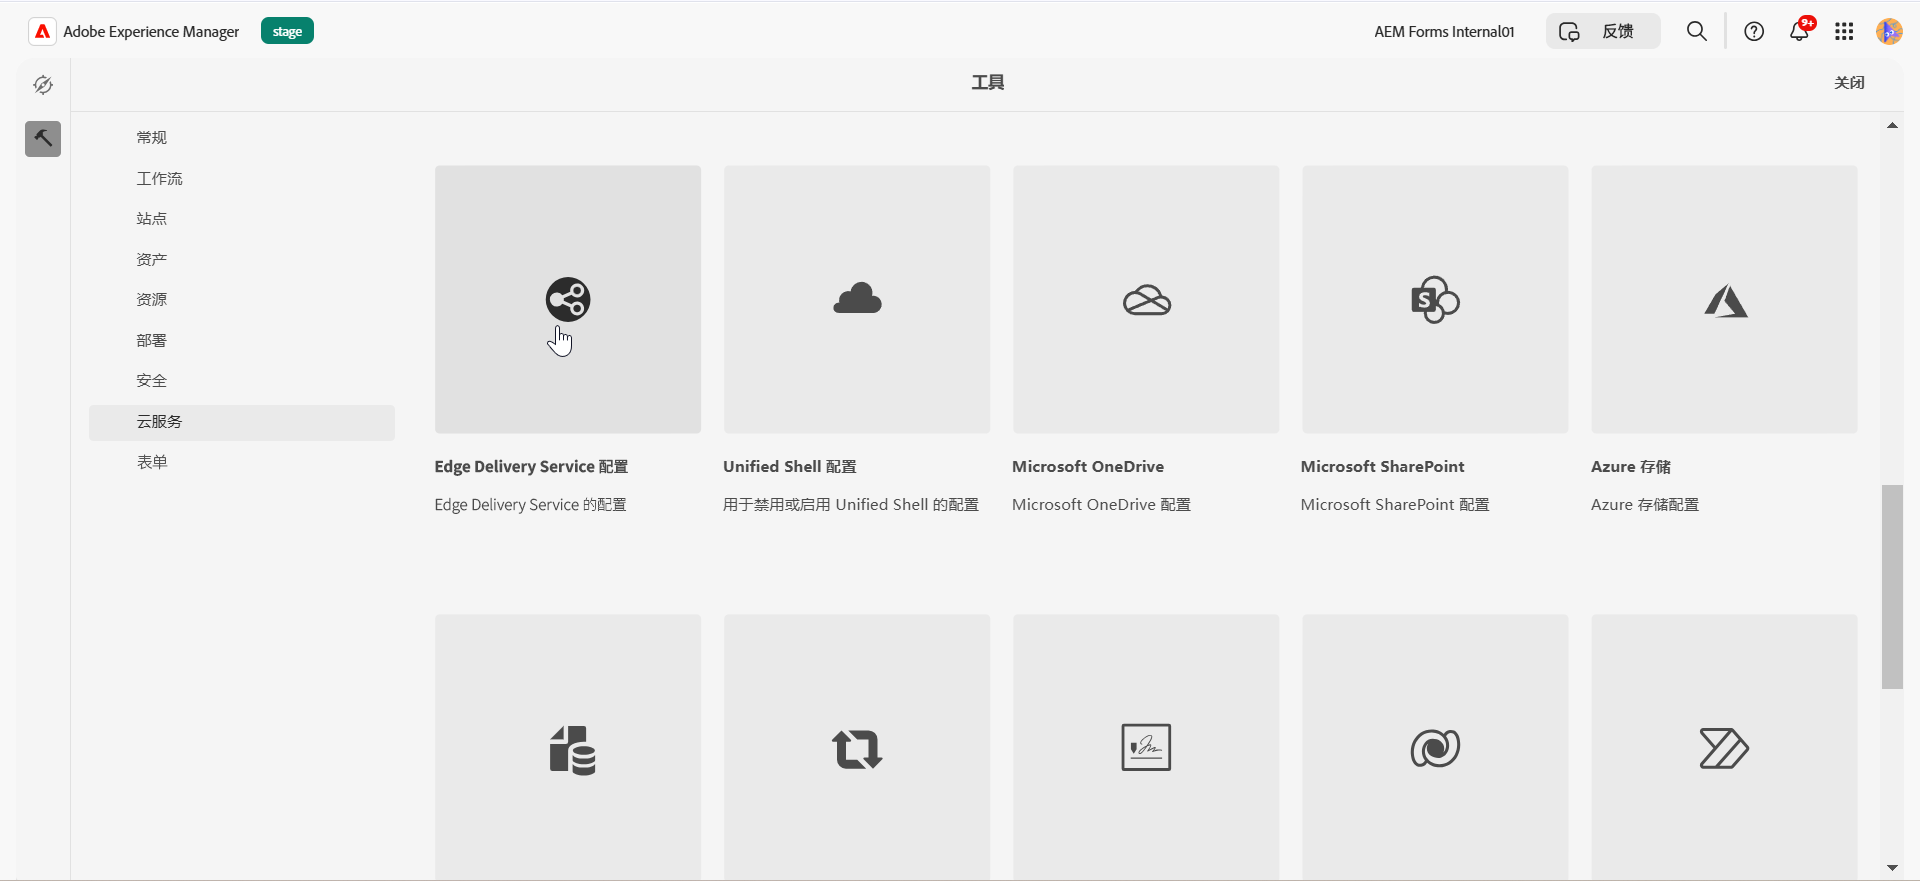 Adobe Experience Manager stage AEM Forms Internal01 反馈 9+
工具 关闭
常规
工作流
站点
资产
资源
部署
安全
云服务
表单
Edge Delivery Service 配置
Edge Delivery Service 的配置
Unified Shell 配置
用于禁用或启用 Unified Shell 的配置
Microsoft OneDrive
Microsoft OneDrive 配置
S
Microsoft SharePoint
Microsoft SharePoint 配置
Azure 存储
Azure 存储配置